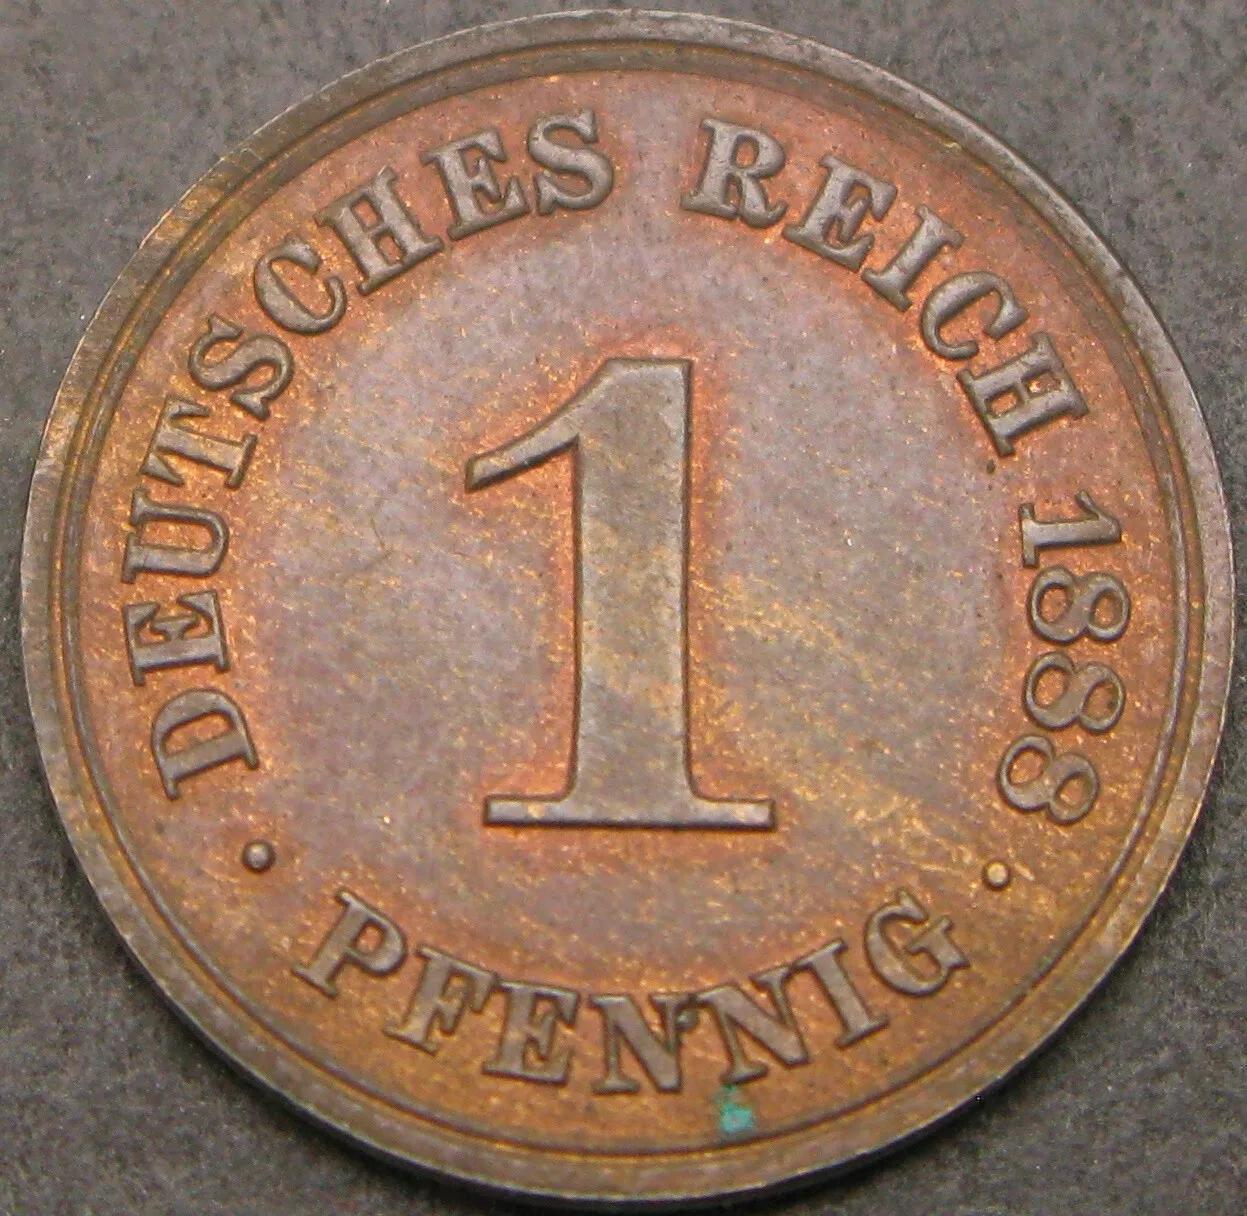 DEUTSCHES REICH 1888
1
· PFENNIG ·